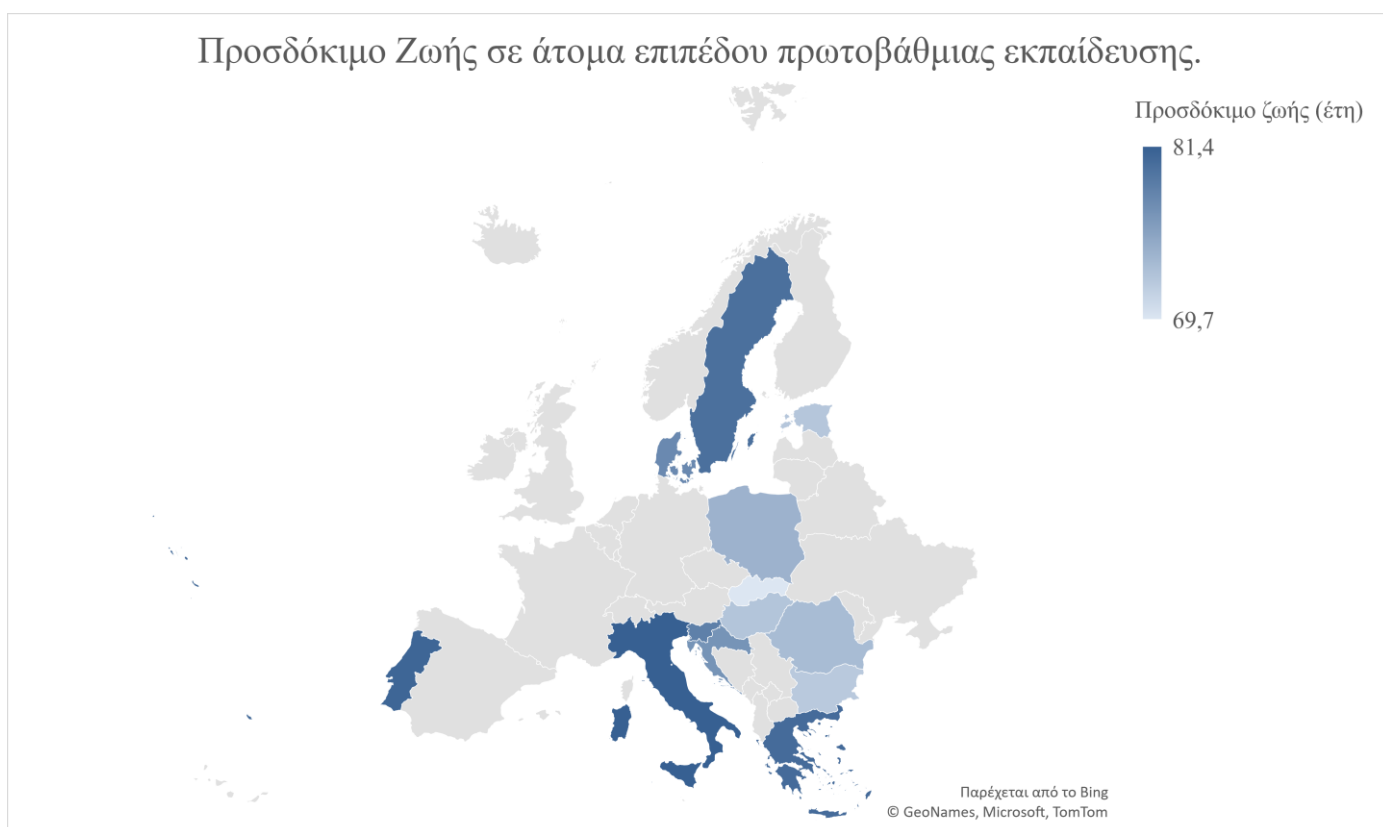 Προσδόκιμο Ζωής σε άτομα επιπέδου πρωτοβάθμιας εκπαίδευσης.
Προσδόκιμο ζωής (έτη)
81,4
69,7
Παρέχεται από το Bing
© GeoNames, Microsoft, TomTom